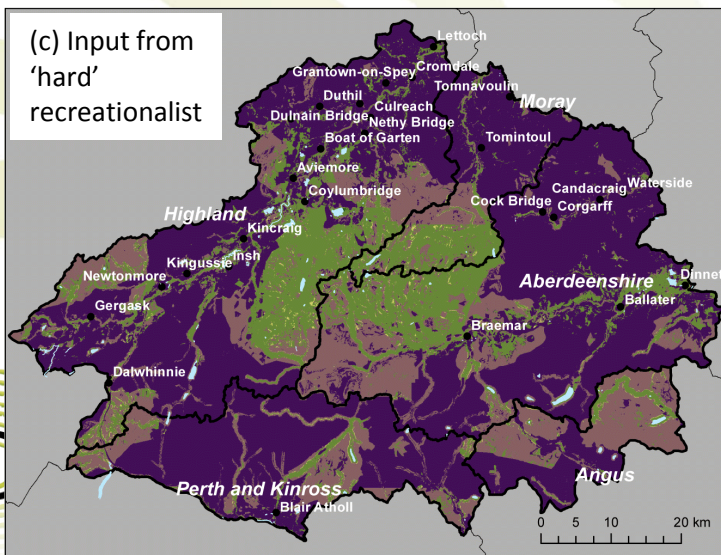 (c) Input from
‘hard’
recreationalist
Lettoch
Cromdale
Grantown-on-Spey
Tomnavoulin
Moray
Duthil
Culreach
Dulnain Bridge
Nethy Bridge
Boat of Garten
Tomintoul
Aviemore
Coylumbridge
Candacraig
Waterside
Cock Bridge
Corgarff
Highland
Kincraig
Insh
Kingussie
Newtonmore
Aberdeenshire
Dinnet
Ballater
Gergask
Braemar
Dalwhinnie
Perth and Kinross
Angus
Blair Atholl
0 5 10 20 km